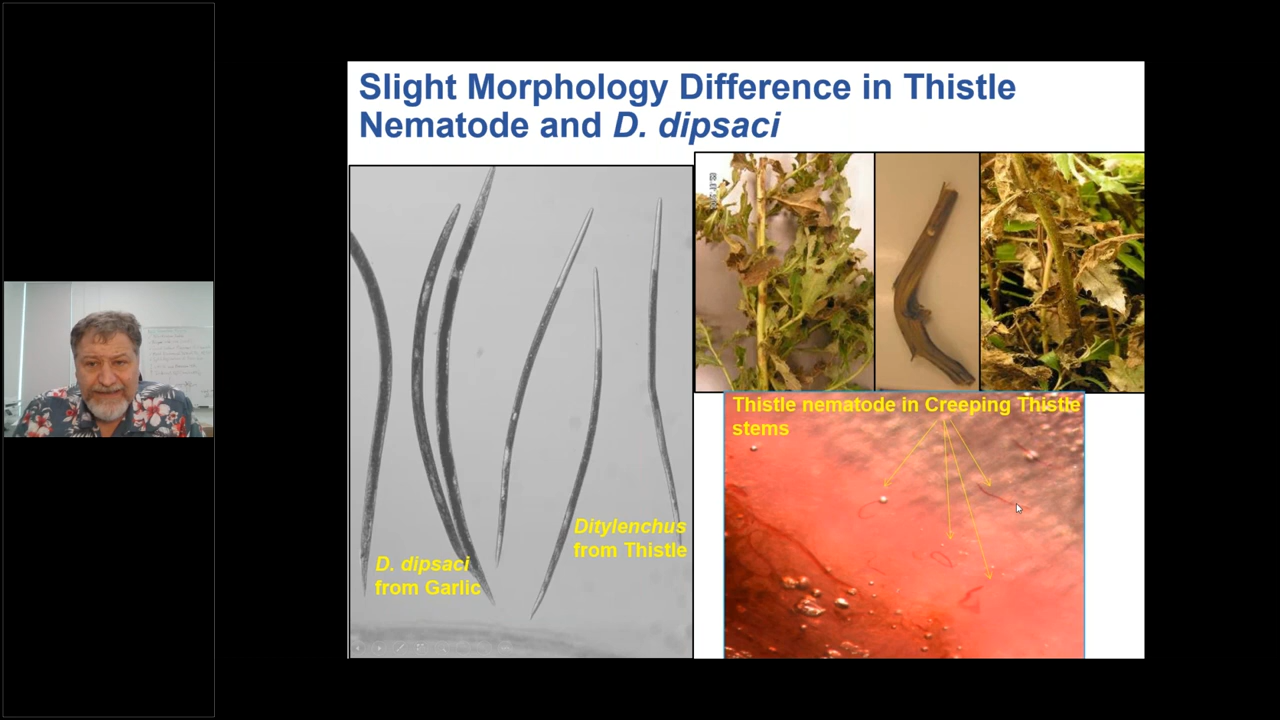 Slight Morphology Difference in Thistle
Nematode and D. dipsaci
Thistle nematode in Creeping Thistle
stems
Ditylenchus
from Thistle
D. dipsaci
from Garlic